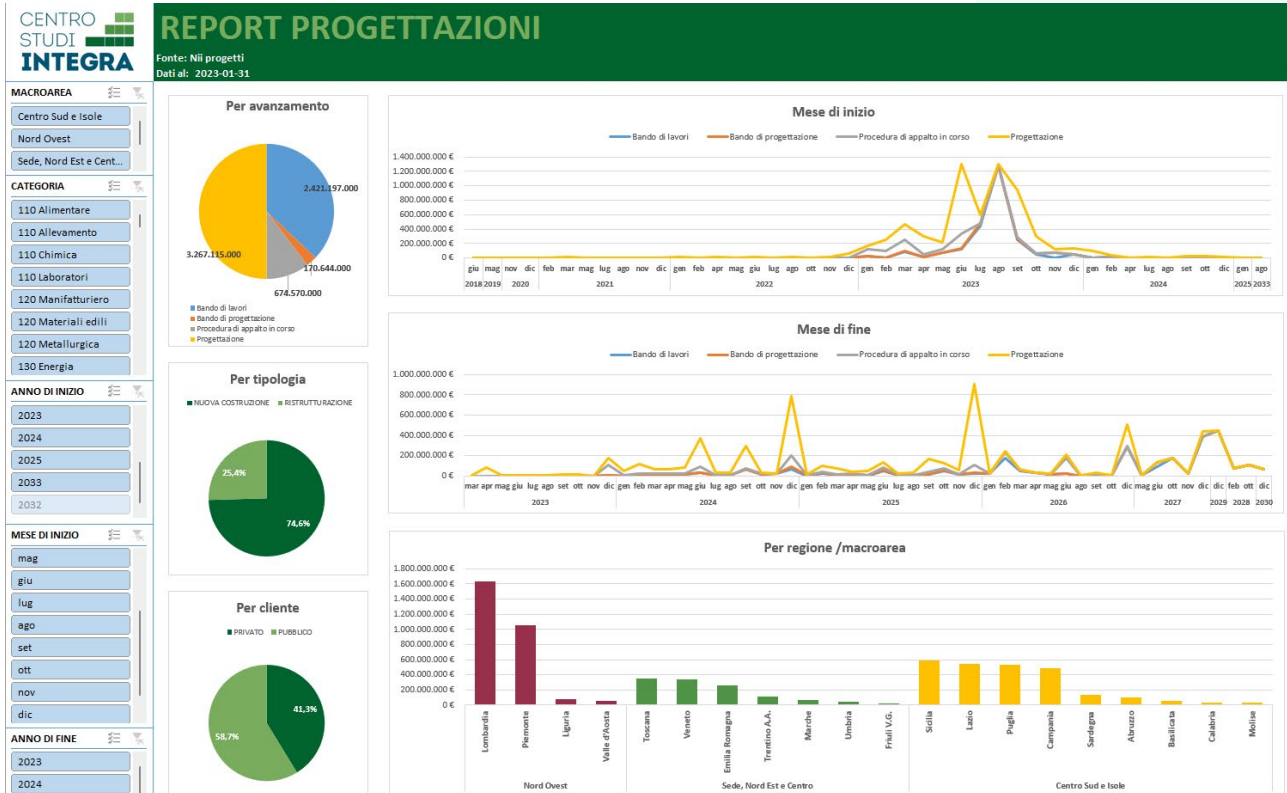 CENTRO
STUDI
INTEGRA
REPORT PROGETTAZIONI
Fonte: Nii progetti
Dati al: 2023-01-31
MACROAREA
Centro Sud e Isole
Nord Ovest
Sede, Nord Est e Cent...
CATEGORIA
110 Alimentare
110 Allevamento
110 Chimica
110 Laboratori
120 Manifatturiero
120 Materiali edili
120 Metallurgica
130 Energia
ANNO DI INIZIO
2023
2024
2025
2033
2032
MESE DI INIZIO
mag
giu
lug
ago
set
ott
nov
dic
ANNO DI FINE
2023
2024
Per avanzamento
2.421.197.000
3.267.115.000
170.644.000
674.570.000
Bando di lavori
Bando di progettazione
Procedura di appalto in corso
Progettazione
Per tipologia
NUOVA COSTRUZIONE RISTRUTTURAZIONE
25,4%
74,6%
Per cliente
PRIVATO PUBBLICO
41,3%
58,7%
Mese di inizio
Bando di lavori Bando di progettazione Procedura di appalto in corso Progettazione
1.400.000.000 €
1.200.000.000 €
1.000.000.000 €
800.000.000 €
600.000.000 €
400.000.000 €
200.000.000 €
0 €
giu mag nov dic feb mar mag giu lug ago nov dic gen feb mar apr mag giu lug ago set ott nov dic gen feb mar apr mag giu lug ago set ott nov dic gen feb apr lug ago set ott dic gen ago
2018 2019 2020 2021 2022 2023 2024 2025 2033
Mese di fine
Bando di lavori Bando di progettazione Procedura di appalto in corso Progettazione
1.000.000.000 €
800.000.000 €
600.000.000 €
400.000.000 €
200.000.000 €
0 €
mar apr mag giu lug ago set ott nov dic gen feb mar apr mag giu lug ago set ott nov dic gen feb mar apr mag giu lug ago set ott nov dic gen feb mar apr mag giu ago set ott dic mag giu ott nov dic dic feb ott dic
2023 2024 2025 2026 2027 2029 2028 2030
Per regione /macroarea
1.800.000.000 €
1.600.000.000 €
1.400.000.000 €
1.200.000.000 €
1.000.000.000 €
800.000.000 €
600.000.000 €
400.000.000 €
200.000.000 €
0 €
Lombardia
Piemonte
Liguria
Valle d'Aosta
Toscana
Veneto
Emilia Romagna
Trentino A.A.
Marche
Umbria
Friuli V.G.
Sicilia
Lazio
Puglia
Campania
Sardegna
Abruzzo
Basilicata
Calabria
Molise
Nord Ovest
Sede, Nord Est e Centro
Centro Sud e Isole